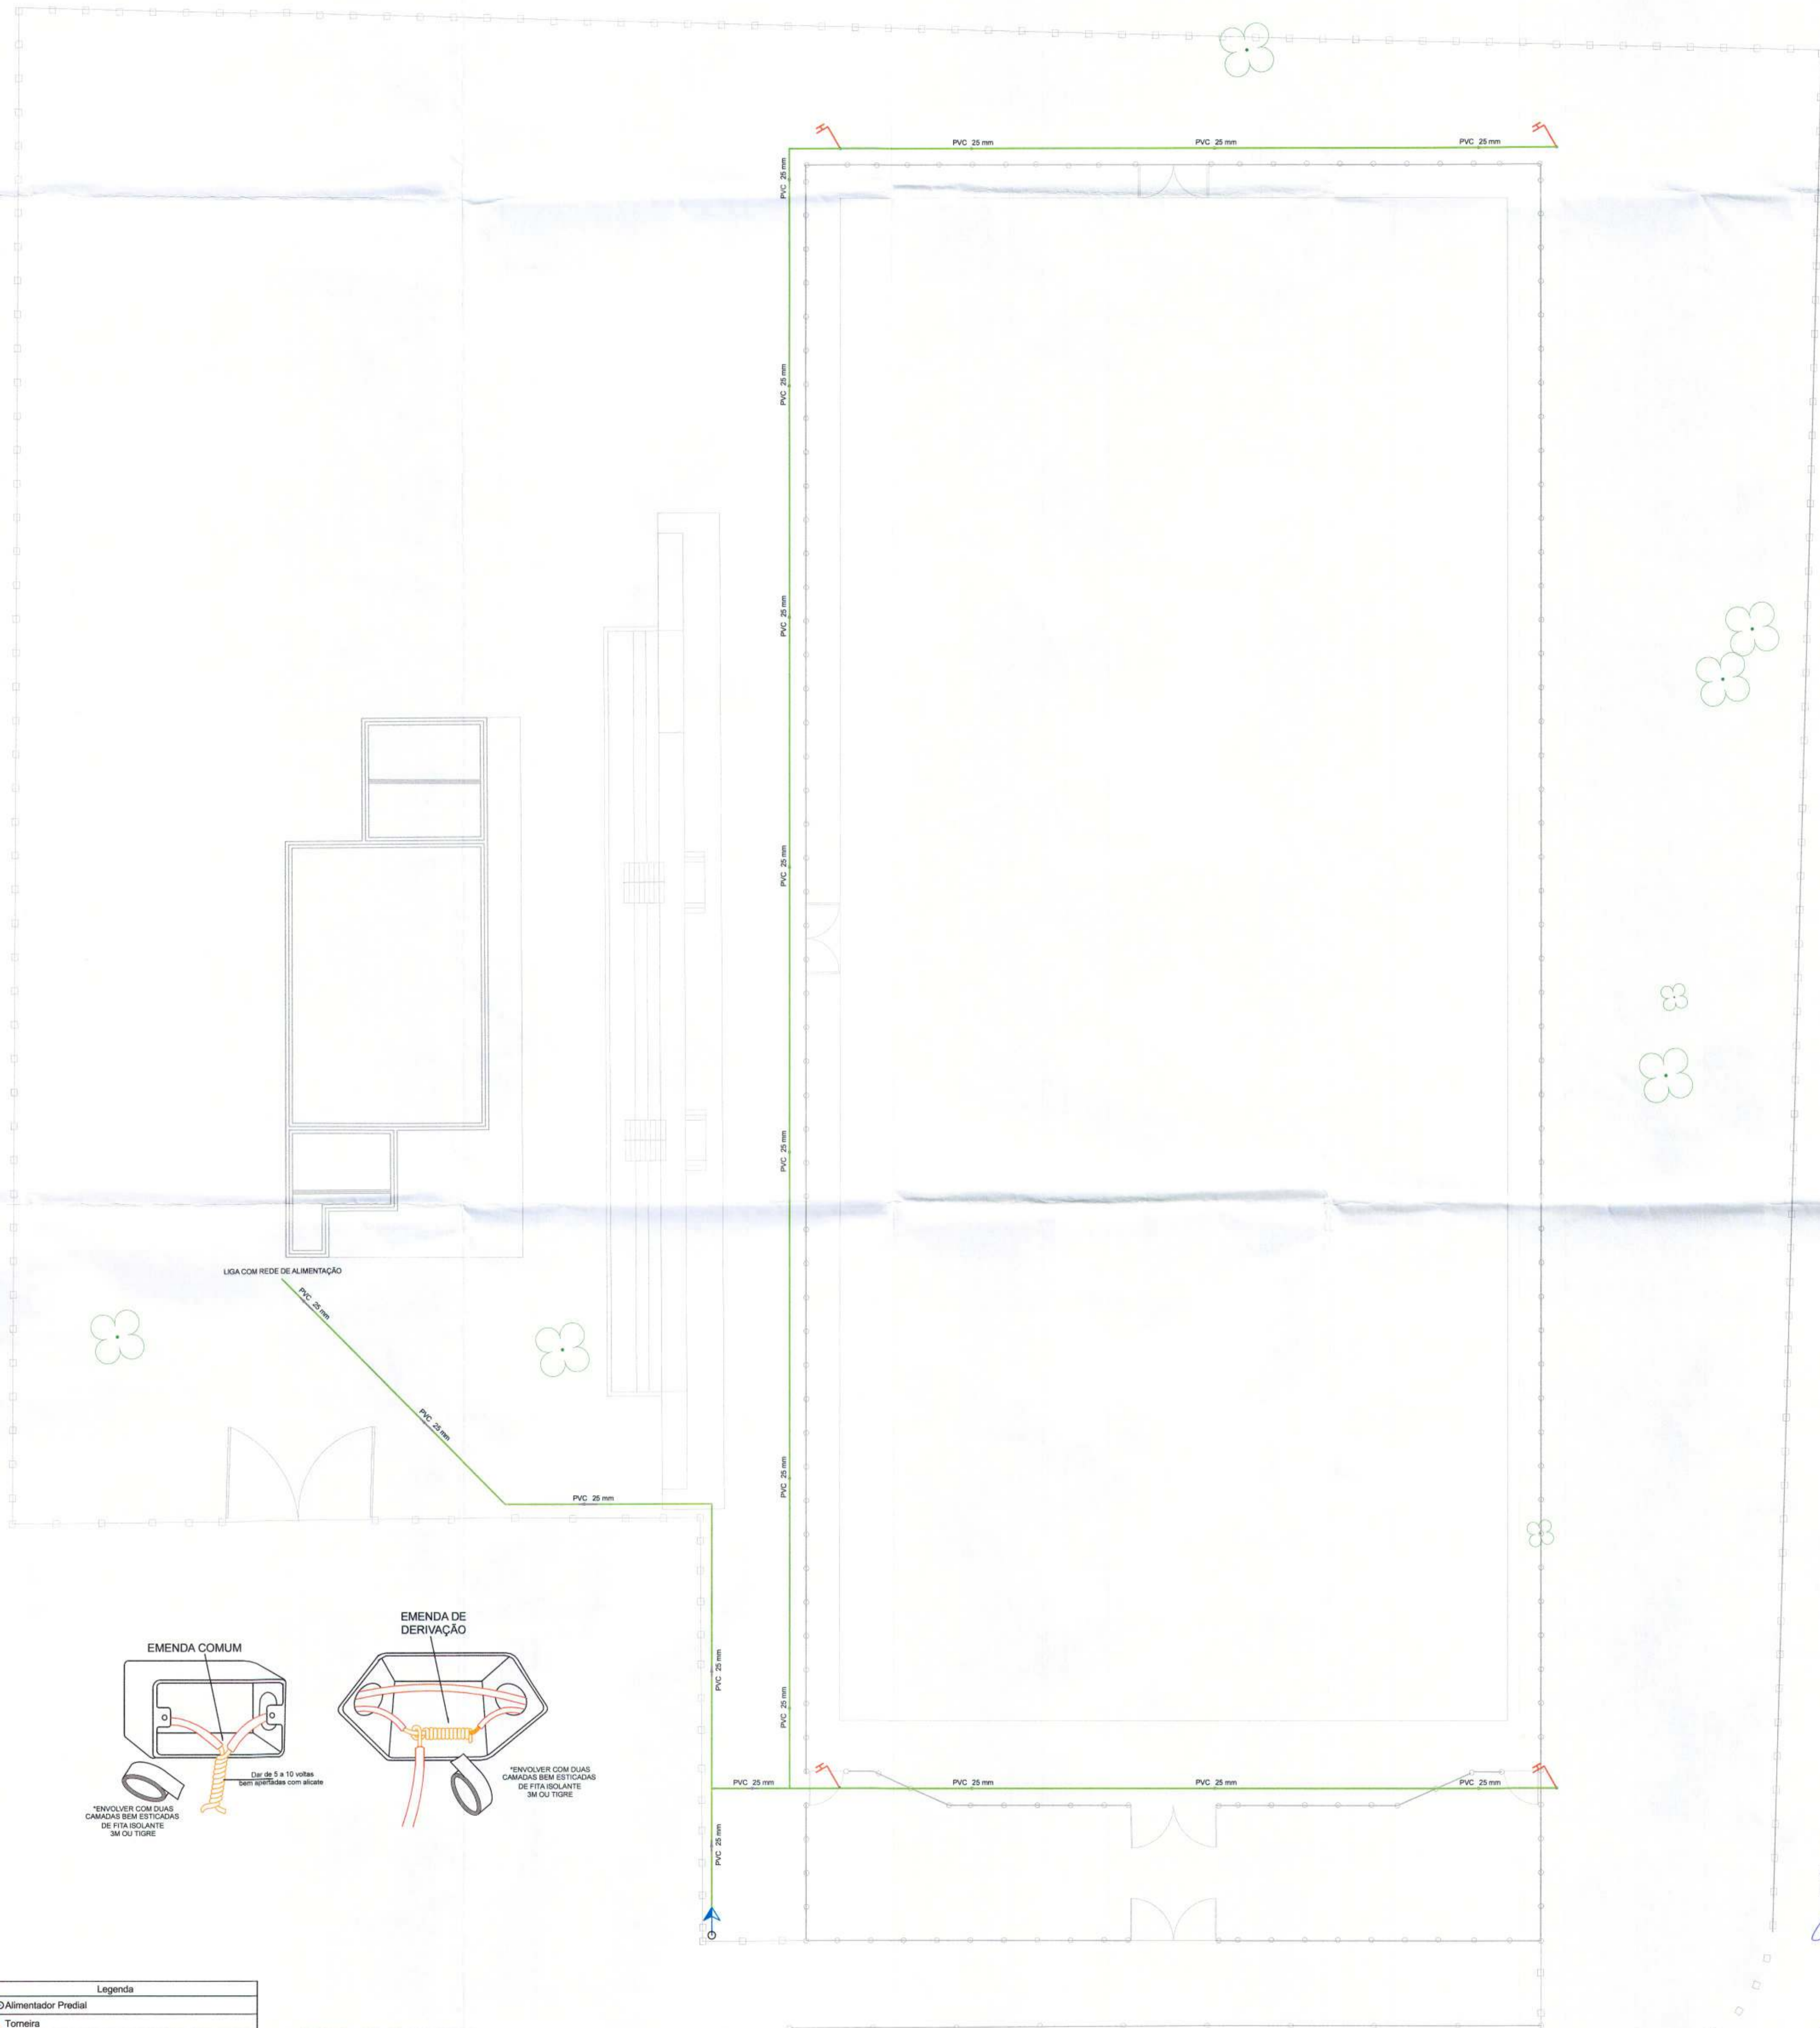 PVC 25 mm
PVC 25 mm
PVC 25 mm
PVC 25 mm
PVC 25 mm
PVC 25 mm
PVC 25 mm
PVC 25 mm
LIGA COM REDE DE ALIMENTAÇÃO
PVC 25 mm
PVC 25 mm
PVC 25 mm
PVC 25 mm
EMENDA DE
DERIVAÇÃO
EMENDA COMUM
PVC 25 mm
PVC 25 mm
Dar de 5 a 10 voltas
bem apertadas com alicate
*ENVOLVER COM DUAS
CAMADAS BEM ESTICADAS
DE FITA ISOLANTE
3M OU TIGRE
*ENVOLVER COM DUAS
CAMADAS BEM ESTICADAS
DE FITA ISOLANTE
3M OU TIGRE
PVC 25 mm
PVC 25 mm
PVC 25 mm
PVC 25 mm
PVC 25 mm
Legenda
Alimentador Predial
Torneira